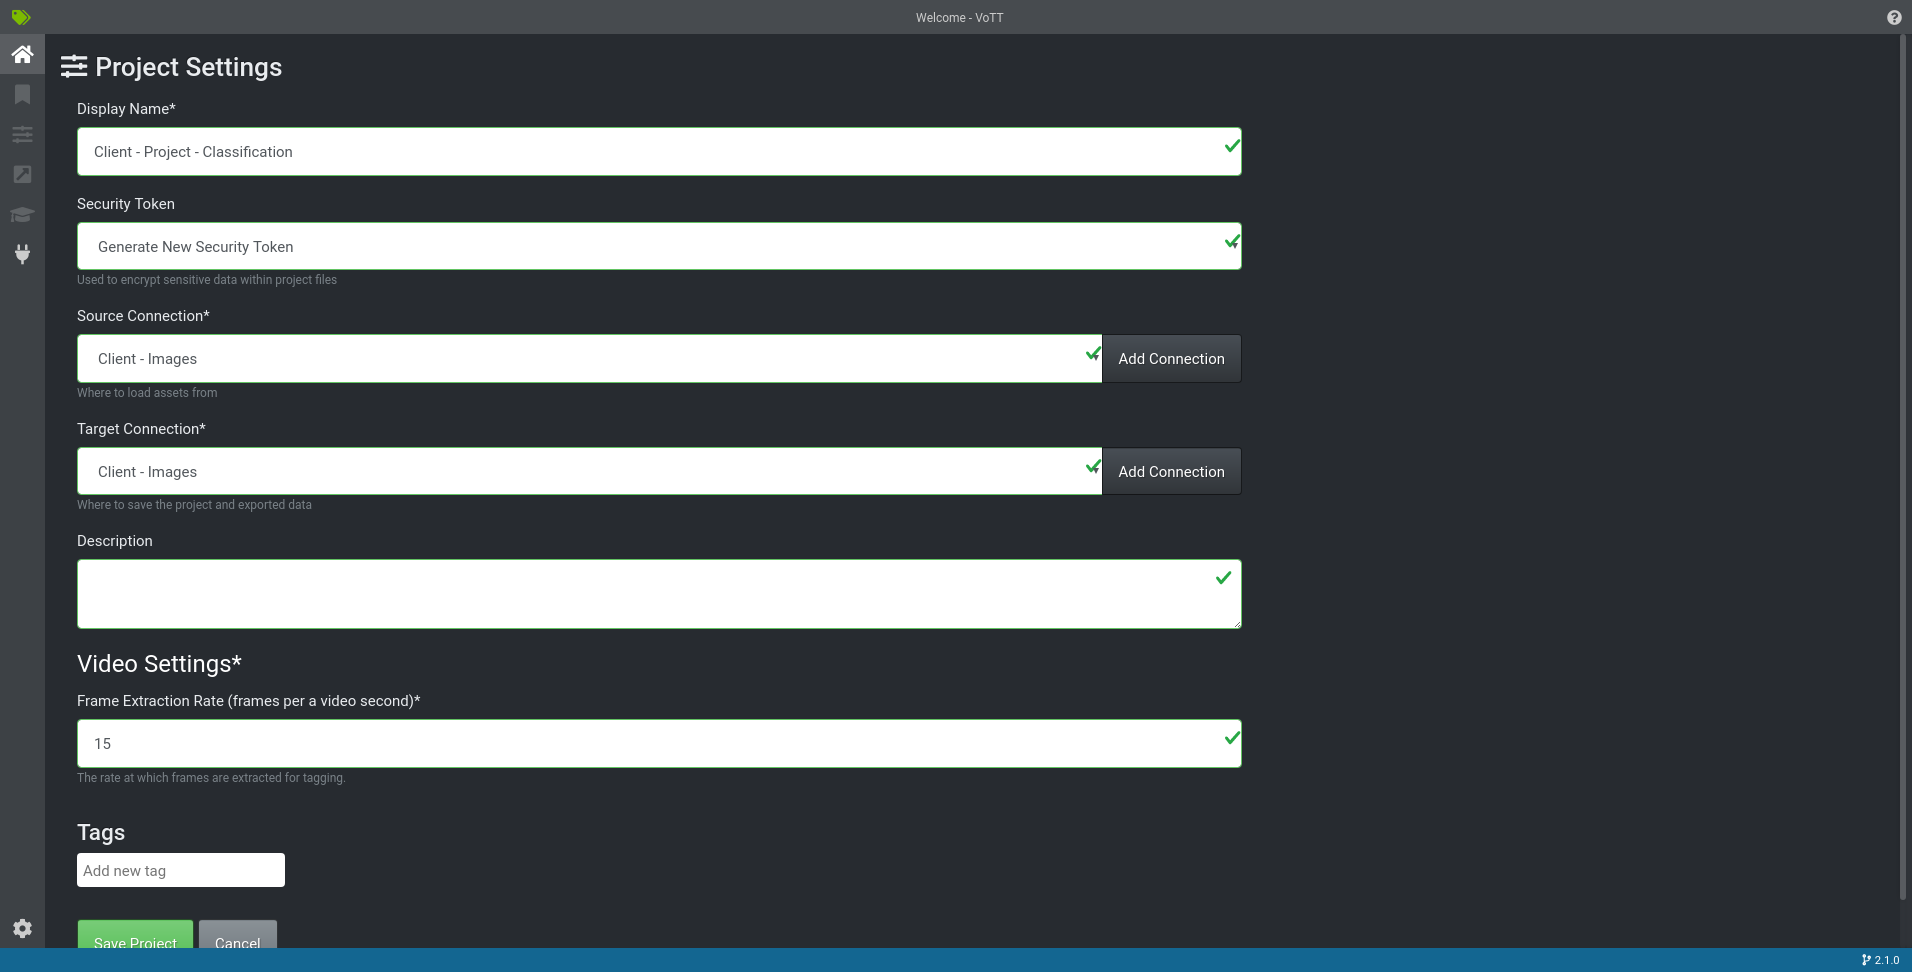 Welcome - VoTT
Project Settings
Display Name*
Client - Project - Classification
Security Token
Generate New Security Token
Used to encrypt sensitive data within project files
Source Connection*
Client - Images
Add Connection
Where to load assets from
Target Connection*
Client - Images
Add Connection
Where to save the project and exported data
Description
Video Settings*
Frame Extraction Rate (frames per a video second)*
15
The rate at which frames are extracted for tagging.
Tags
Add new tag
Save Project
Cancel
2.1.0